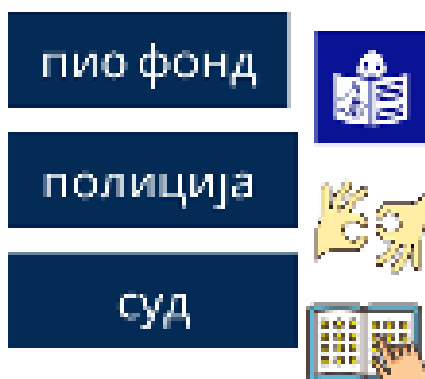 пио фонд
полиција
суд